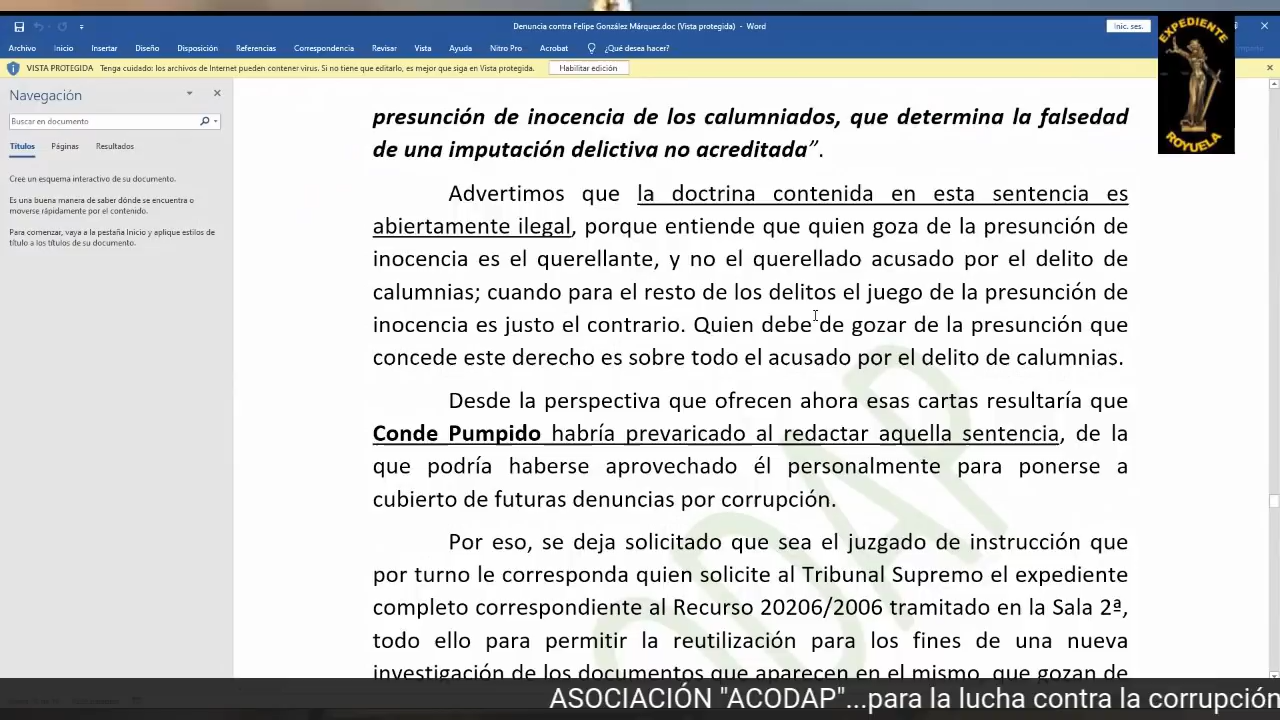 Denuncia contra Felipe González Márquez.doc (Vista protegida) - Word
Inic. ses.
Archivo Inicio Insertar Diseño Disposición Referencias Correspondencia Revisar Vista Ayuda Nitro Pro Acrobat ¿Qué desea hacer?
VISTA PROTEGIDA Tenga cuidado: los archivos de Internet pueden contener virus. Si no tiene que editarlo, es mejor que siga en Vista protegida. Habilitar edición
EXPEDIENTE
ROYUELA
Navegación
Buscar en documento
Títulos Páginas Resultados
Cree un esquema interactivo de su documento.
Es una buena manera de saber dónde se encuentra o
moverse rápidamente por el contenido.
Para comenzar, vaya a la pestaña Inicio y aplique estilos de
título a los títulos de su documento.
presunción de inocencia de los calumniados, que determina la falsedad
de una imputación delictiva no acreditada”.
Advertimos que la doctrina contenida en esta sentencia es
abiertamente ilegal, porque entiende que quien goza de la presunción de
inocencia es el querellante, y no el querellado acusado por el delito de
calumnias; cuando para el resto de los delitos el juego de la presunción de
inocencia es justo el contrario. Quien debe de gozar de la presunción que
concede este derecho es sobre todo el acusado por el delito de calumnias.
Desde la perspectiva que ofrecen ahora esas cartas resultaría que
Conde Pumpido habría prevaricado al redactar aquella sentencia, de la
que podría haberse aprovechado él personalmente para ponerse a
cubierto de futuras denuncias por corrupción.
Por eso, se deja solicitado que sea el juzgado de instrucción que
por turno le corresponda quien solicite al Tribunal Supremo el expediente
completo correspondiente al Recurso 20206/2006 tramitado en la Sala 2ª,
todo ello para permitir la reutilización para los fines de una nueva
investigación de los documentos que aparecen en el mismo, que gozan de
ASOCIACIÓN "ACODAP"...para la lucha contra la corrupción